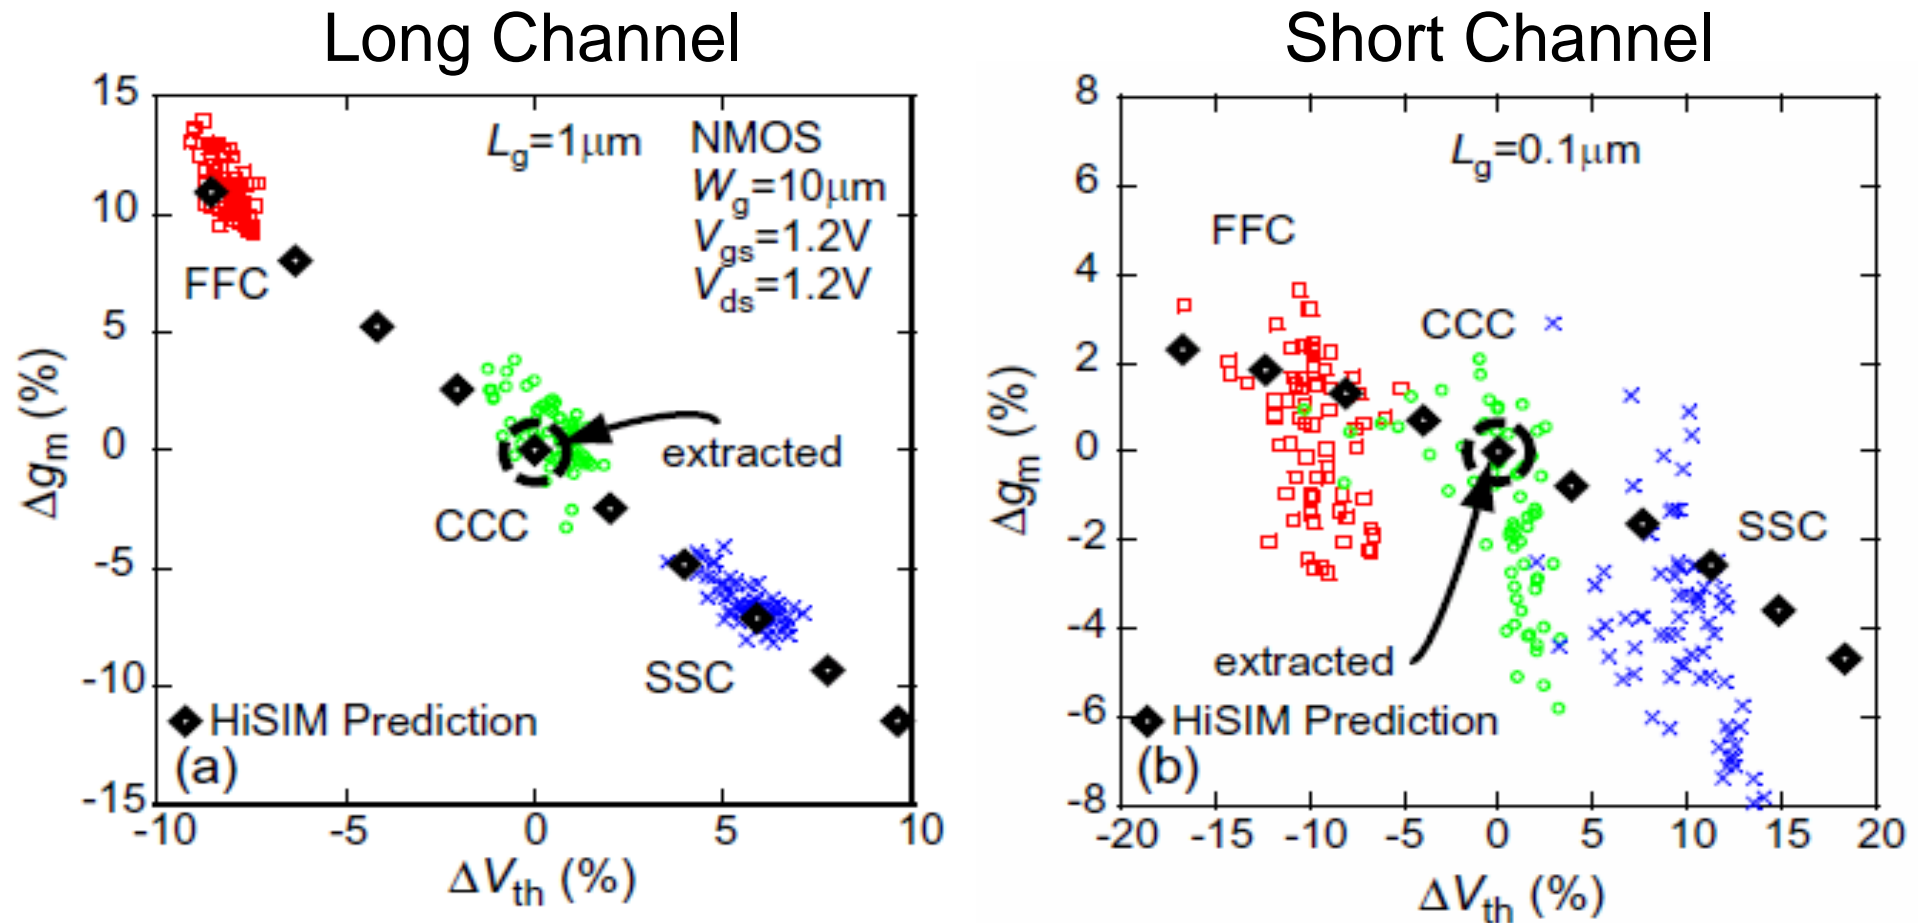 Long Channel
15
10
5
0
-5
-10
-15
-10
-5
0
5
10
Δgm (%)
ΔVth (%)
Lg=1μm
NMOS
Wg=10μm
Vgs=1.2V
Vds=1.2V
FFC
extracted
CCC
SSC
HiSIM Prediction
(a)
Short Channel
8
6
4
2
0
-2
-4
-6
-8
-20
-15
-10
-5
0
5
10
15
20
Δgm (%)
ΔVth (%)
Lg=0.1μm
FFC
CCC
SSC
extracted
HiSIM Prediction
(b)